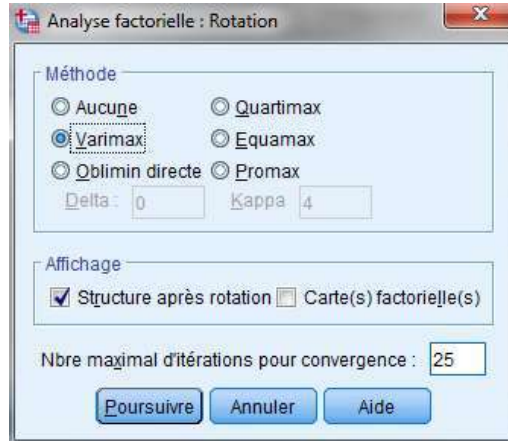 Analyse factorielle : Rotation
Méthode
Aucune Quartimax
Varimax Equamax
Oblimin directe Promax
Delta : 0 Kappa 4
Affichage
Structure après rotation Carte(s) factorielle(s)
Nbre maximal d'itérations pour convergence : 25
Poursuivre Annuler Aide